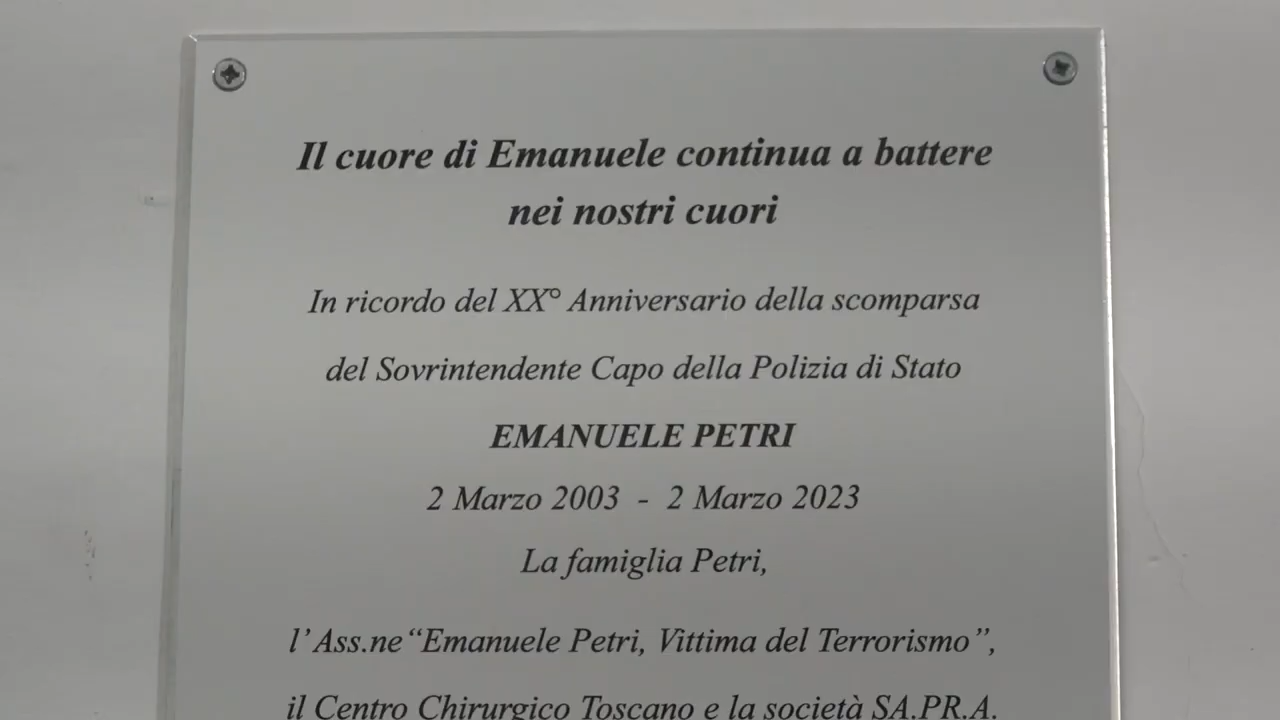 Il cuore di Emanuele continua a battere
nei nostri cuori
In ricordo del XX° Anniversario della scomparsa
del Sovrintendente Capo della Polizia di Stato
EMANUELE PETRI
2 Marzo 2003 - 2 Marzo 2023
La famiglia Petri,
l'Ass.ne “Emanuele Petri, Vittima del Terrorismo”,
il Centro Chirurgico Toscano e la società SA.PR.A.